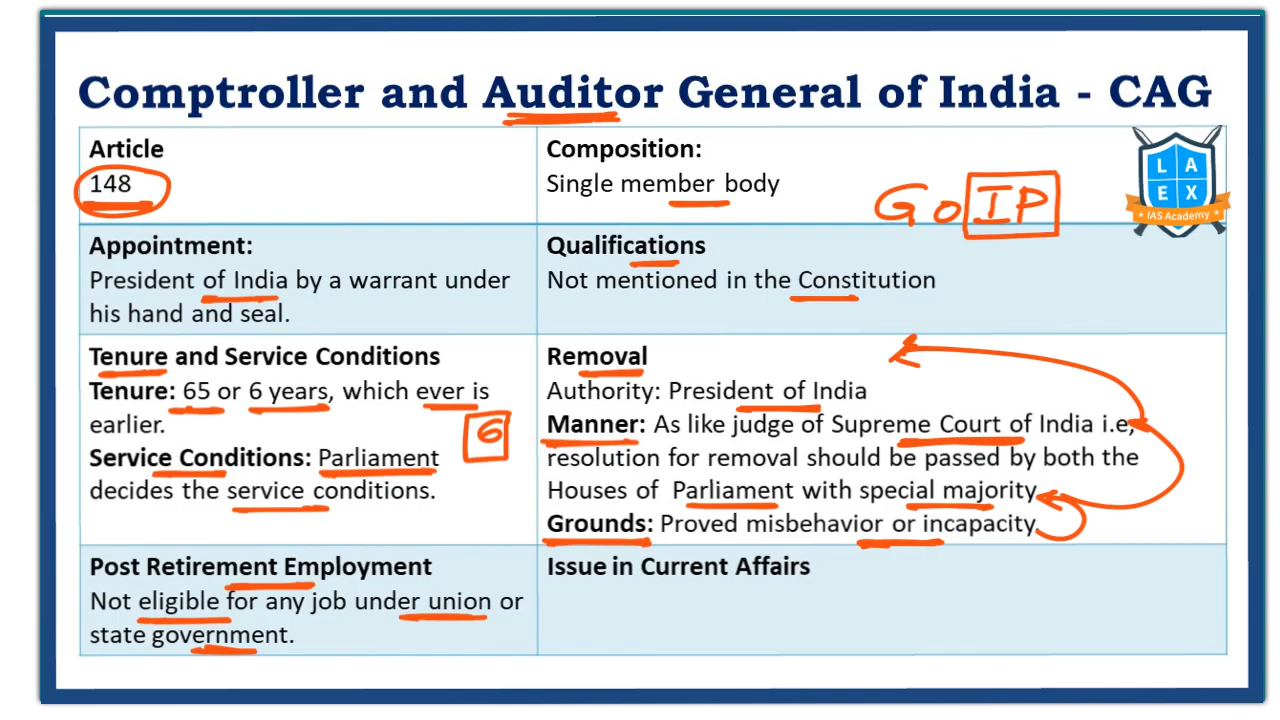 Comptroller and Auditor General of India - CAG
Article
148
Composition:
Single member body
GoIP
L A
E X
IAS Academy
Appointment:
President of India by a warrant under
his hand and seal.
Qualifications
Not mentioned in the Constitution
Tenure and Service Conditions
Tenure: 65 or 6 years, which ever is
earlier.
6
Service Conditions: Parliament
decides the service conditions.
Removal
Authority: President of India
Manner: As like judge of Supreme Court of India i.e,
resolution for removal should be passed by both the
Houses of Parliament with special majority
Grounds: Proved misbehavior or incapacity.
Post Retirement Employment
Not eligible for any job under union or
state government.
Issue in Current Affairs